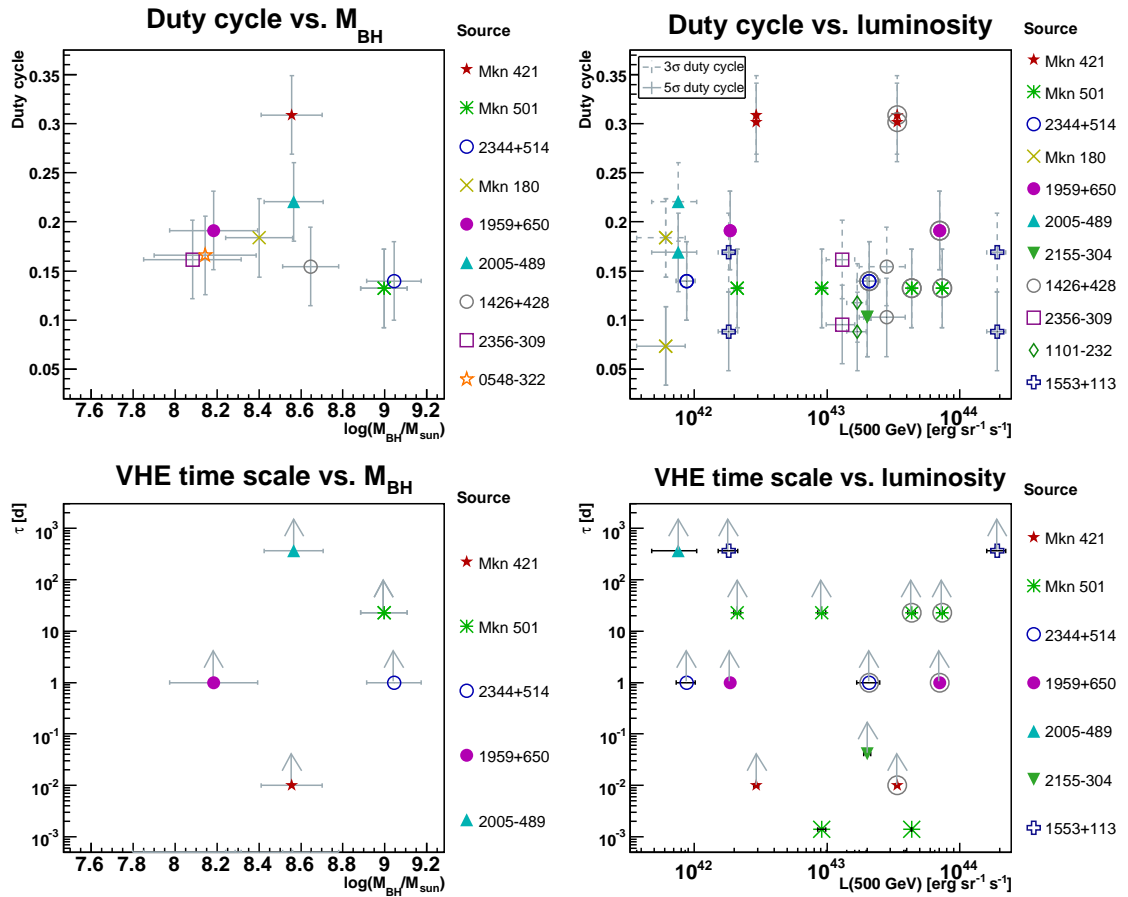 Duty cycle vs. M_BH
Source
Duty cycle
0.35
0.3
0.25
0.2
0.15
0.1
0.05
7.6 7.8 8 8.2 8.4 8.6 8.8 9 9.2
log(M_BH/M_sun)
Mkn 421
Mkn 501
2344+514
Mkn 180
1959+650
2005-489
1426+428
2356-309
0548-322
Duty cycle vs. luminosity
Source
Duty cycle
3σ duty cycle
5σ duty cycle
0.35
0.3
0.25
0.2
0.15
0.1
0.05
10^42 10^43 10^44
L(500 GeV) [erg sr^-1 s^-1]
Mkn 421
Mkn 501
2344+514
Mkn 180
1959+650
2005-489
2155-304
1426+428
2356-309
1101-232
1553+113
VHE time scale vs. M_BH
Source
τ [d]
10^3
10^2
10
1
10^-1
10^-2
10^-3
7.6 7.8 8 8.2 8.4 8.6 8.8 9 9.2
log(M_BH/M_sun)
Mkn 421
Mkn 501
2344+514
1959+650
2005-489
VHE time scale vs. luminosity
Source
τ [d]
10^3
10^2
10
1
10^-1
10^-2
10^-3
10^42 10^43 10^44
L(500 GeV) [erg sr^-1 s^-1]
Mkn 421
Mkn 501
2344+514
1959+650
2005-489
2155-304
1553+113